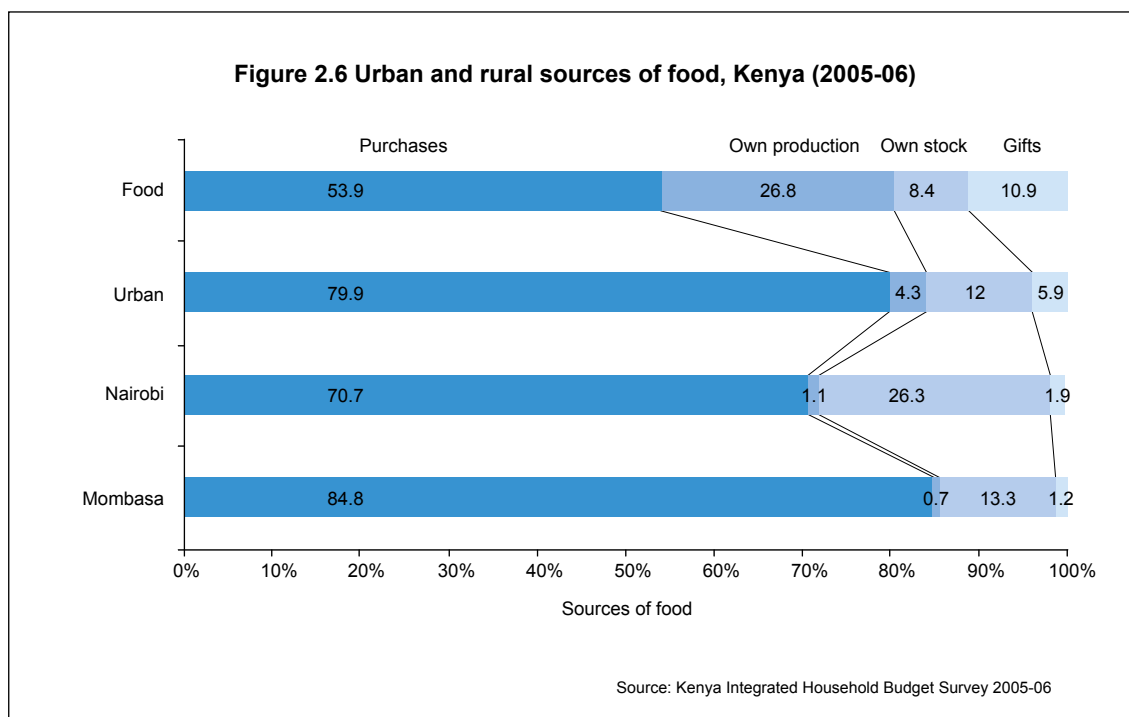 Figure 2.6 Urban and rural sources of food, Kenya (2005-06)
Purchases Own production Own stock Gifts
Food 53.9 26.8 8.4 10.9
Urban 79.9 4.3 12 5.9
Nairobi 70.7 1.1 26.3 1.9
Mombasa 84.8 0.7 13.3 1.2
0% 10% 20% 30% 40% 50% 60% 70% 80% 90% 100%
Sources of food
Source: Kenya Integrated Household Budget Survey 2005-06